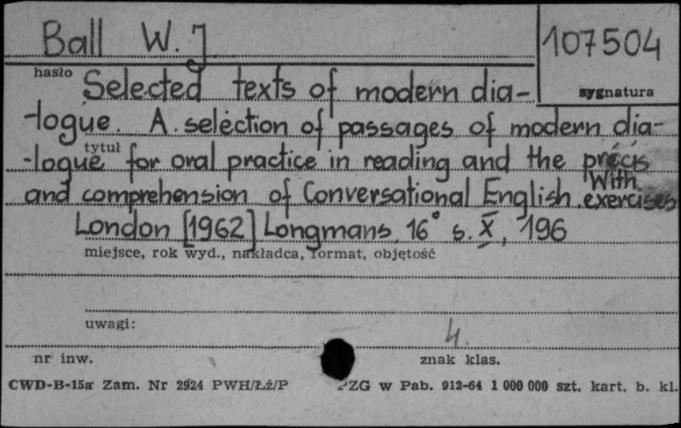 Ball W. J
107504
hasło
sygnatura
Selected texts of modern dia-
-logue. A selection of passages of modern dia-
tytuł
-logue for oral practice in reading and the précis
and comprehension of Conversational English. With exercises
London [1962] Longmans 16° s. X, 196
miejsce, rok wyd., nakładca, format, objętość
uwagi:
4.
nr inw.
znak klas.
CWD-B-15a Zam. Nr 2924 PWH/Łź/P
PZG w Pab. 912-64 1 000 000 szt. kart. b. kl.